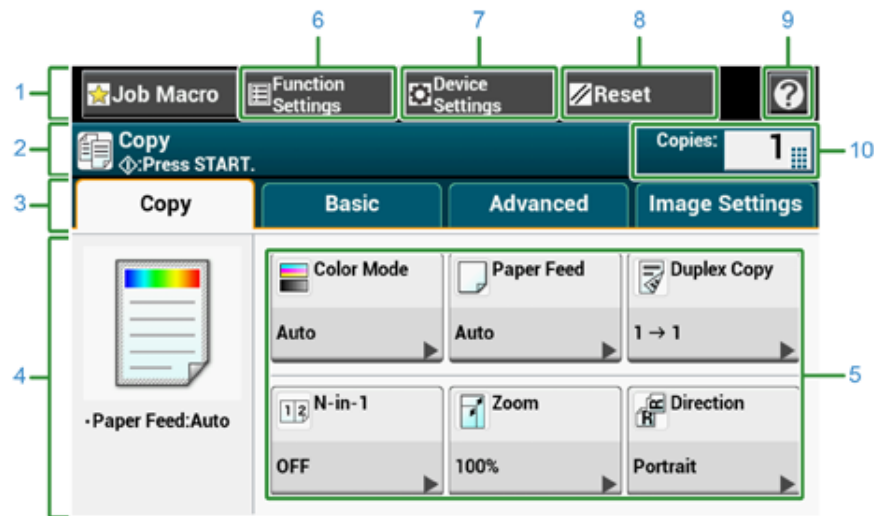 6 7 8 9
1 Job Macro Function Settings Device Settings Reset ?
2 Copy Copies: 1 10
:Press START.
3 Copy Basic Advanced Image Settings
Color Mode Paper Feed Duplex Copy
Auto Auto 1 → 1
4 5
1 2 N-in-1 Zoom R R Direction
·Paper Feed:Auto
OFF 100% Portrait